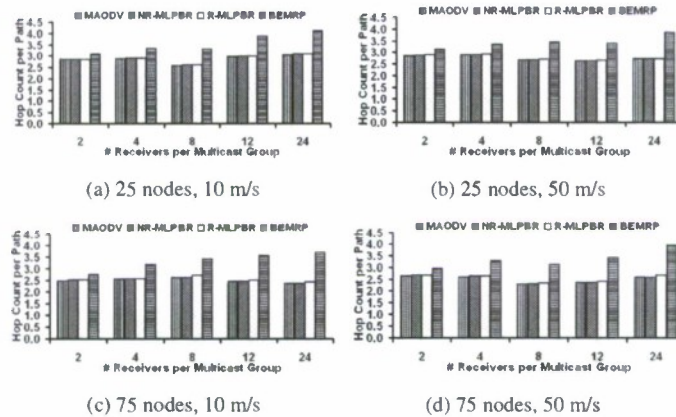 MAODV NR-MLPBR R-MLPBR BEMRP
Hop Count per Path
4.5
4.0
3.5
3.0
2.5
2.0
1.5
1.0
0.5
0.0
2 4 8 12 24
# Receivers per Multicast Group
(a) 25 nodes, 10 m/s
MAODV NR-MLPBR R-MLPBR BEMRP
Hop Count per Path
4.5
4.0
3.5
3.0
2.5
2.0
1.5
1.0
0.5
0.0
2 4 8 12 24
# Receivers per Multicast Group
(b) 25 nodes, 50 m/s
MAODV NR-MLPBR R-MLPBR BEMRP
Hop Count per Path
4.5
4.0
3.5
3.0
2.5
2.0
1.5
1.0
0.5
0.0
2 4 8 12 24
# Receivers per Multicast Group
(c) 75 nodes, 10 m/s
MAODV NR-MLPBR R-MLPBR BEMRP
Hop Count per Path
4.5
4.0
3.5
3.0
2.5
2.0
1.5
1.0
0.5
0.0
2 4 8 12 24
# Receivers per Multicast Group
(d) 75 nodes, 50 m/s